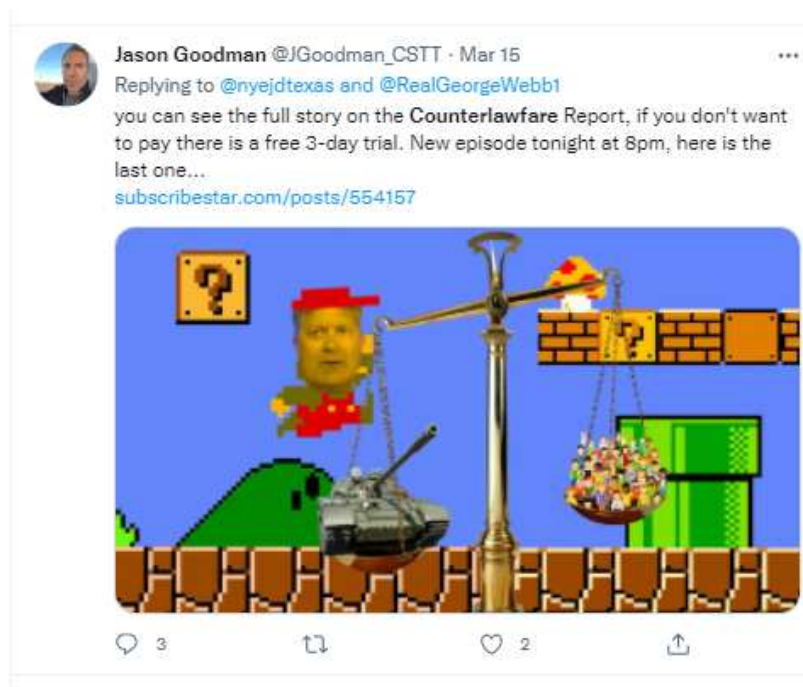 Jason Goodman @JGoodman_CSTT · Mar 15
Replying to @nyejdtexas and @RealGeorgeWebb1
you can see the full story on the Counterlawfare Report, if you don't want
to pay there is a free 3-day trial. New episode tonight at 8pm, here is the
last one...
subscribestar.com/posts/554157
?
?
3 2